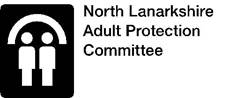 North Lanarkshire
Adult Protection
Committee